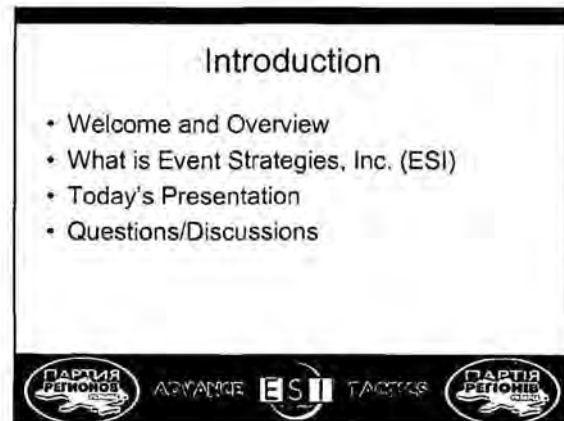 Introduction
• Welcome and Overview
• What is Event Strategies, Inc. (ESI)
• Today's Presentation
• Questions/Discussions
ПАРТИЯ
РЕГИОНОВ
ADVANCE ESI TACTICS
ПАРТІЯ
РЕГІОНІВ